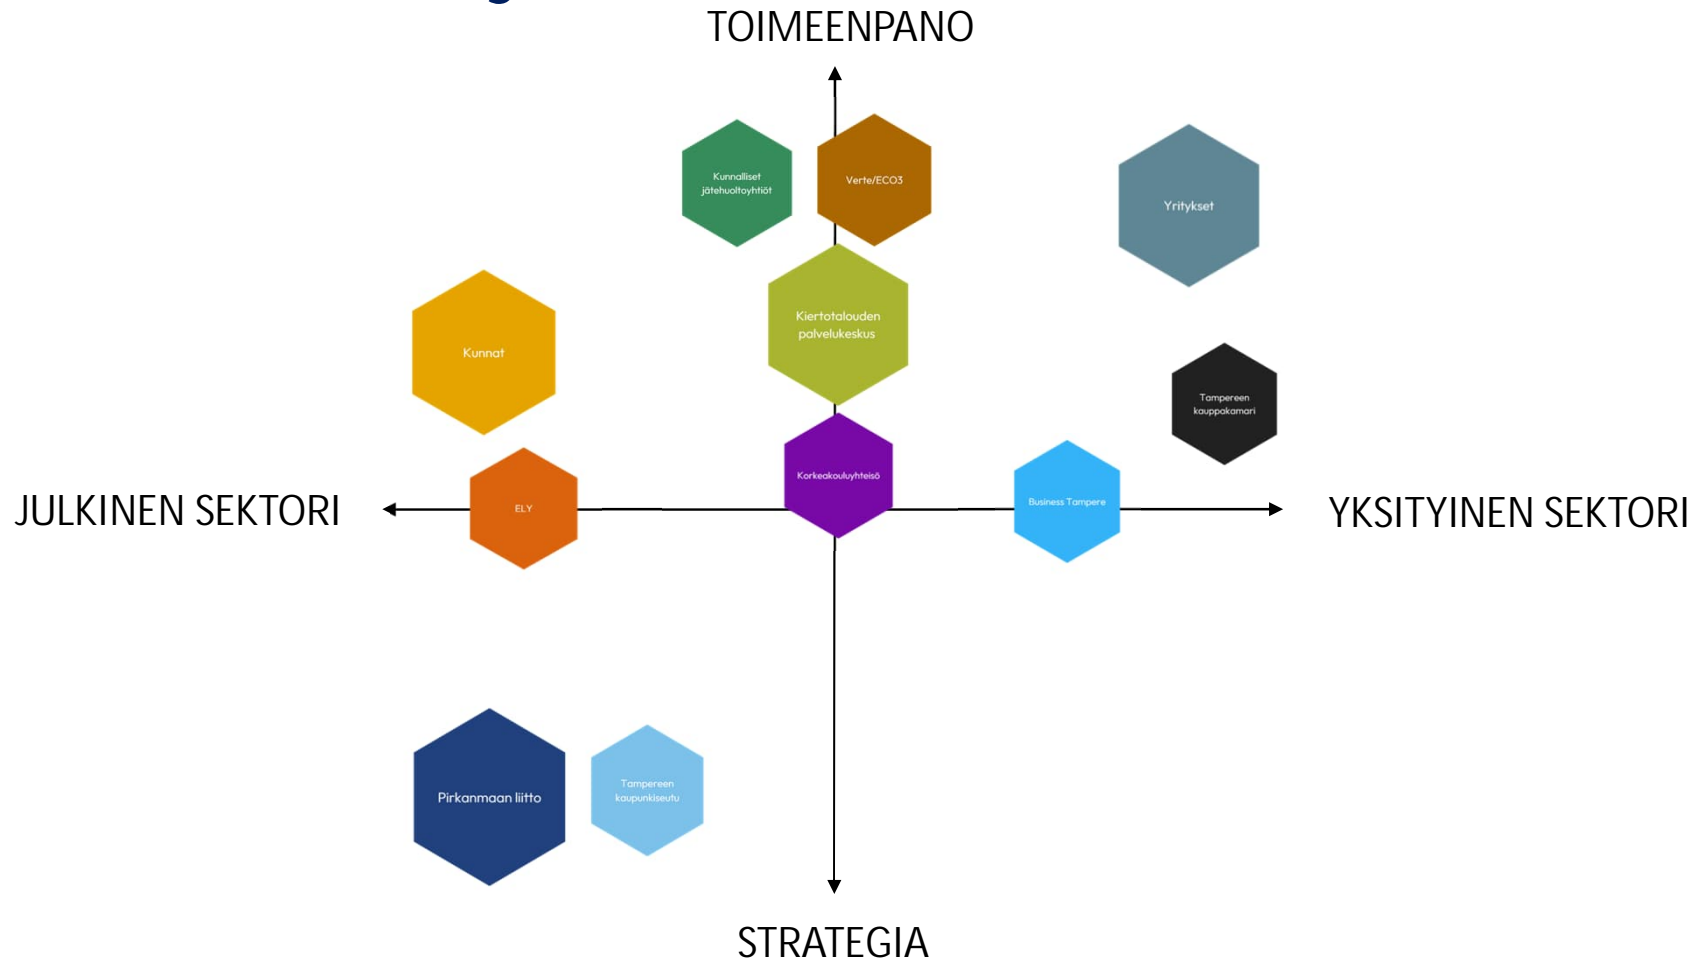 TOIMEENPANO
Kunnalliset
jätehuoltoyhtiöt
Verte/ECO3
Yritykset
Kiertotalouden
palvelukeskus
Kunnat
Tampereen
kauppakamari
Korkeakouluyhteisö
Business Tampere
ELY
JULKINEN SEKTORI
YKSITYINEN SEKTORI
Pirkanmaan liitto
Tampereen
kaupunkiseutu
STRATEGIA